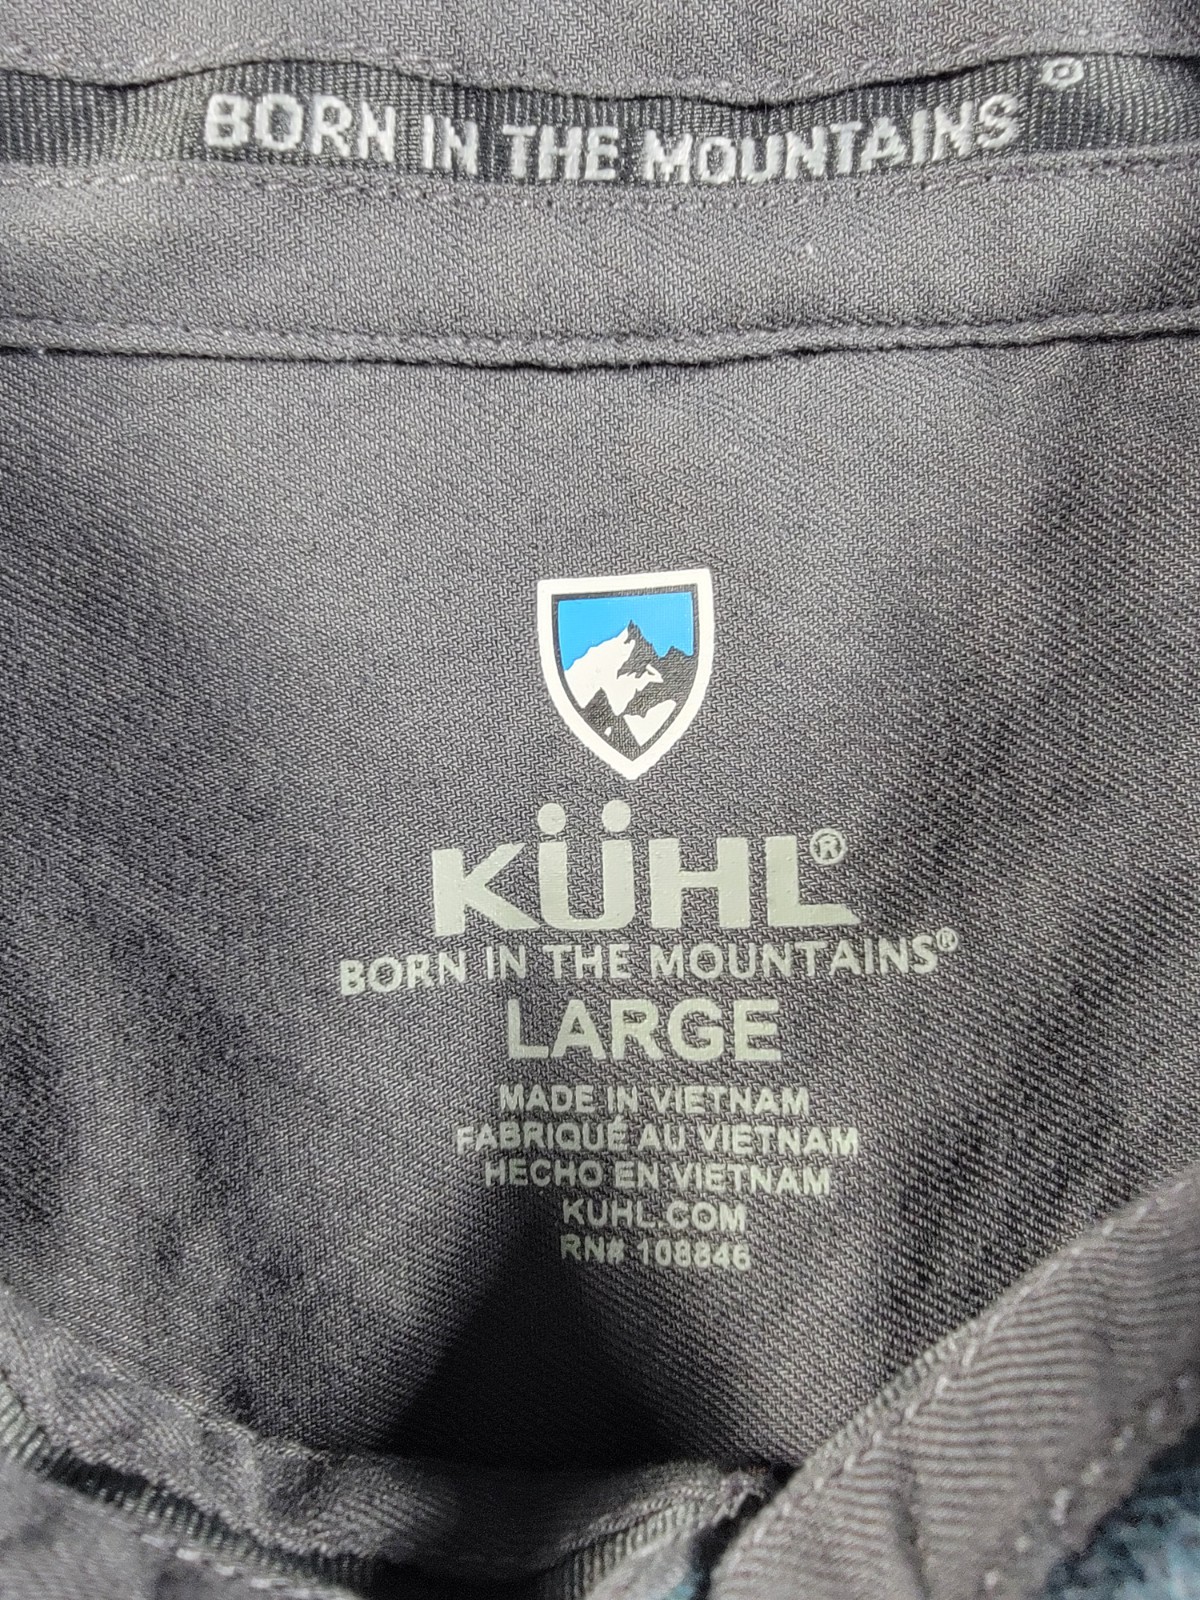 BORN IN THE MOUNTAINS®
KÜHL®
BORN IN THE MOUNTAINS®
LARGE
MADE IN VIETNAM
FABRIQUÉ AU VIETNAM
HECHO EN VIETNAM
KUHL.COM
RN# 108846